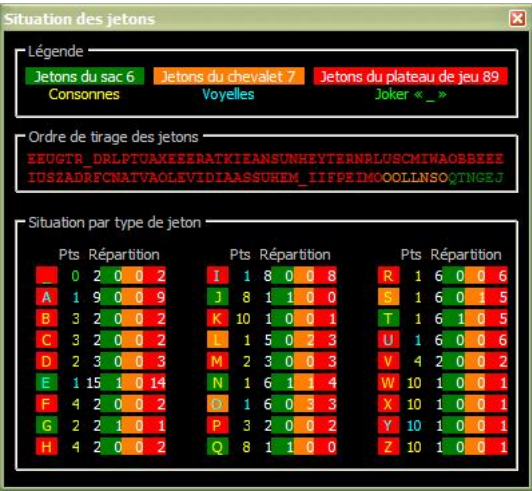 Situation des jetons
Légende
Jetons du sac 6 Jetons du chevalet 7 Jetons du plateau de jeu 89
Consonnes Voyelles Joker « _ »
Ordre de tirage des jetons
EEUGTR_DRLPTUAXEEERATKIEANSUNHEYTERNRLUSCMIWAOBBEEE
IUSZADRFCNATVAOLEVIDIAASSUHEM_IIFPEIMOOOLLNSOQTNGEJ
Situation par type de jeton
Pts Répartition Pts Répartition Pts Répartition
_ 0 2 0 0 2 I 1 8 0 0 8 R 1 6 0 0 6
A 1 9 0 0 9 J 8 1 1 0 0 S 1 6 0 1 5
B 3 2 0 0 2 K 10 1 0 0 1 T 1 6 1 0 5
C 3 2 0 0 2 L 1 5 0 2 3 U 1 6 0 0 6
D 2 3 0 0 3 M 2 3 0 0 3 V 4 2 0 0 2
E 1 15 1 0 14 N 1 6 1 1 4 W 10 1 0 0 1
F 4 2 0 0 2 O 1 6 0 3 3 X 10 1 0 0 1
G 2 2 1 0 1 P 3 2 0 0 2 Y 10 1 0 0 1
H 4 2 0 0 2 Q 8 1 1 0 0 Z 10 1 0 0 1